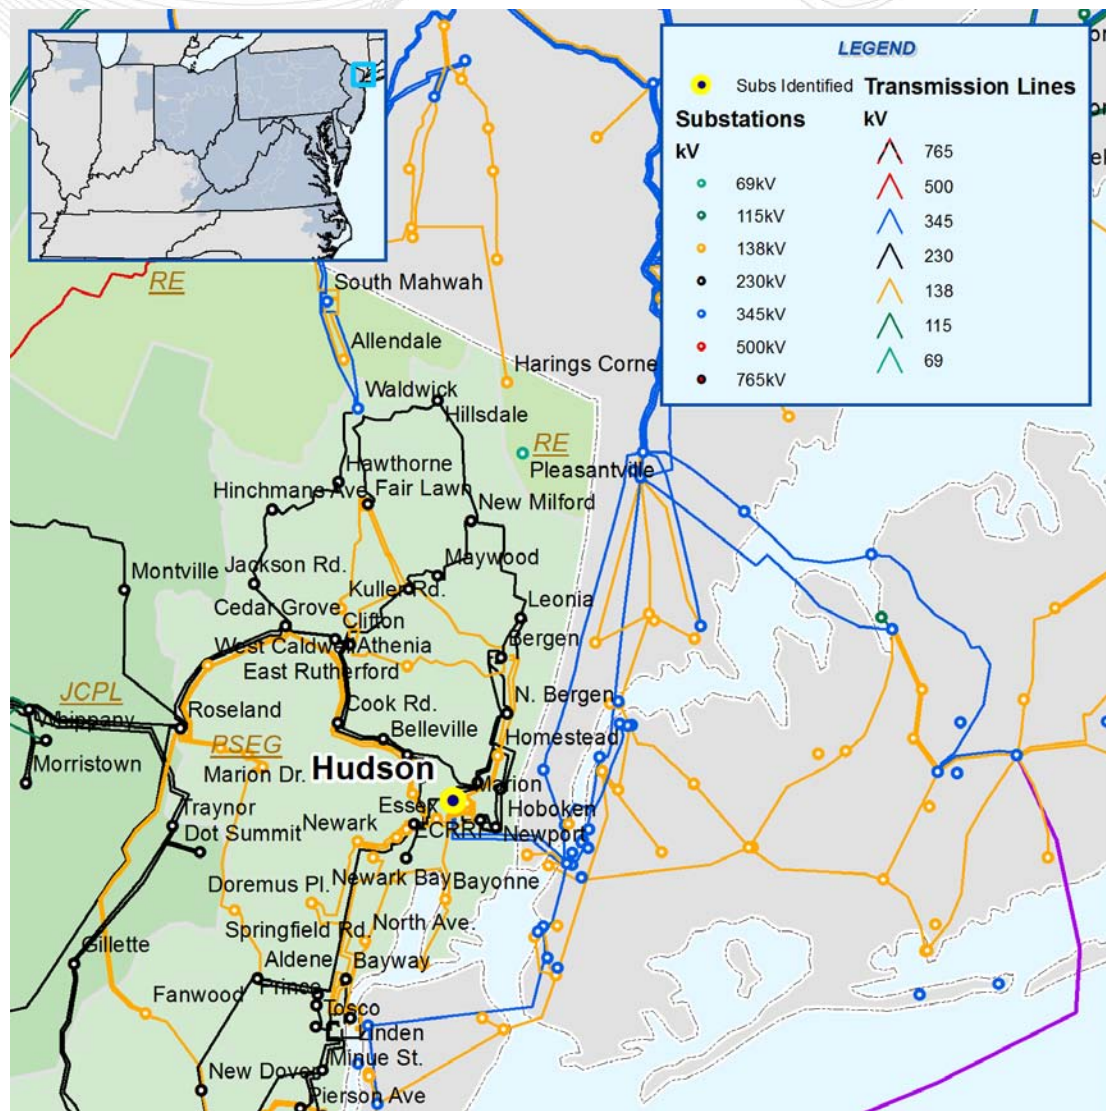 LEGEND
Subs Identified
Transmission Lines
Substations
kV
kV
765
69kV
500
115kV
345
138kV
230
230kV
138
345kV
115
500kV
69
765kV
RE
South Mahwah
Allendale
Harings Corne
Waldwick
Hillsdale
RE
Hawthorne
Pleasantville
Hinchmans Ave
Fair Lawn
New Milford
Maywood
Jackson Rd.
Montville
Kuller Rd.
Leonia
Cedar Grove
Clifton
Bergen
West Caldwell
Athenia
East Rutherford
JCPL
N. Bergen
Roseland
Cook Rd.
Whippany
Belleville
Homestead
PSEG
Morristown
Marion Dr.
Hudson
Marion
Traynor
Essex
Hoboken
Dot Summit
Newark
ECRRF
Newport
Doremus Pl.
Newark Bay
Bayonne
Springfield Rd.
North Ave.
Gillette
Aldene
Bayway
Fanwood
Prince
Tosco
Linden
Minue St.
New Dover
Pierson Ave